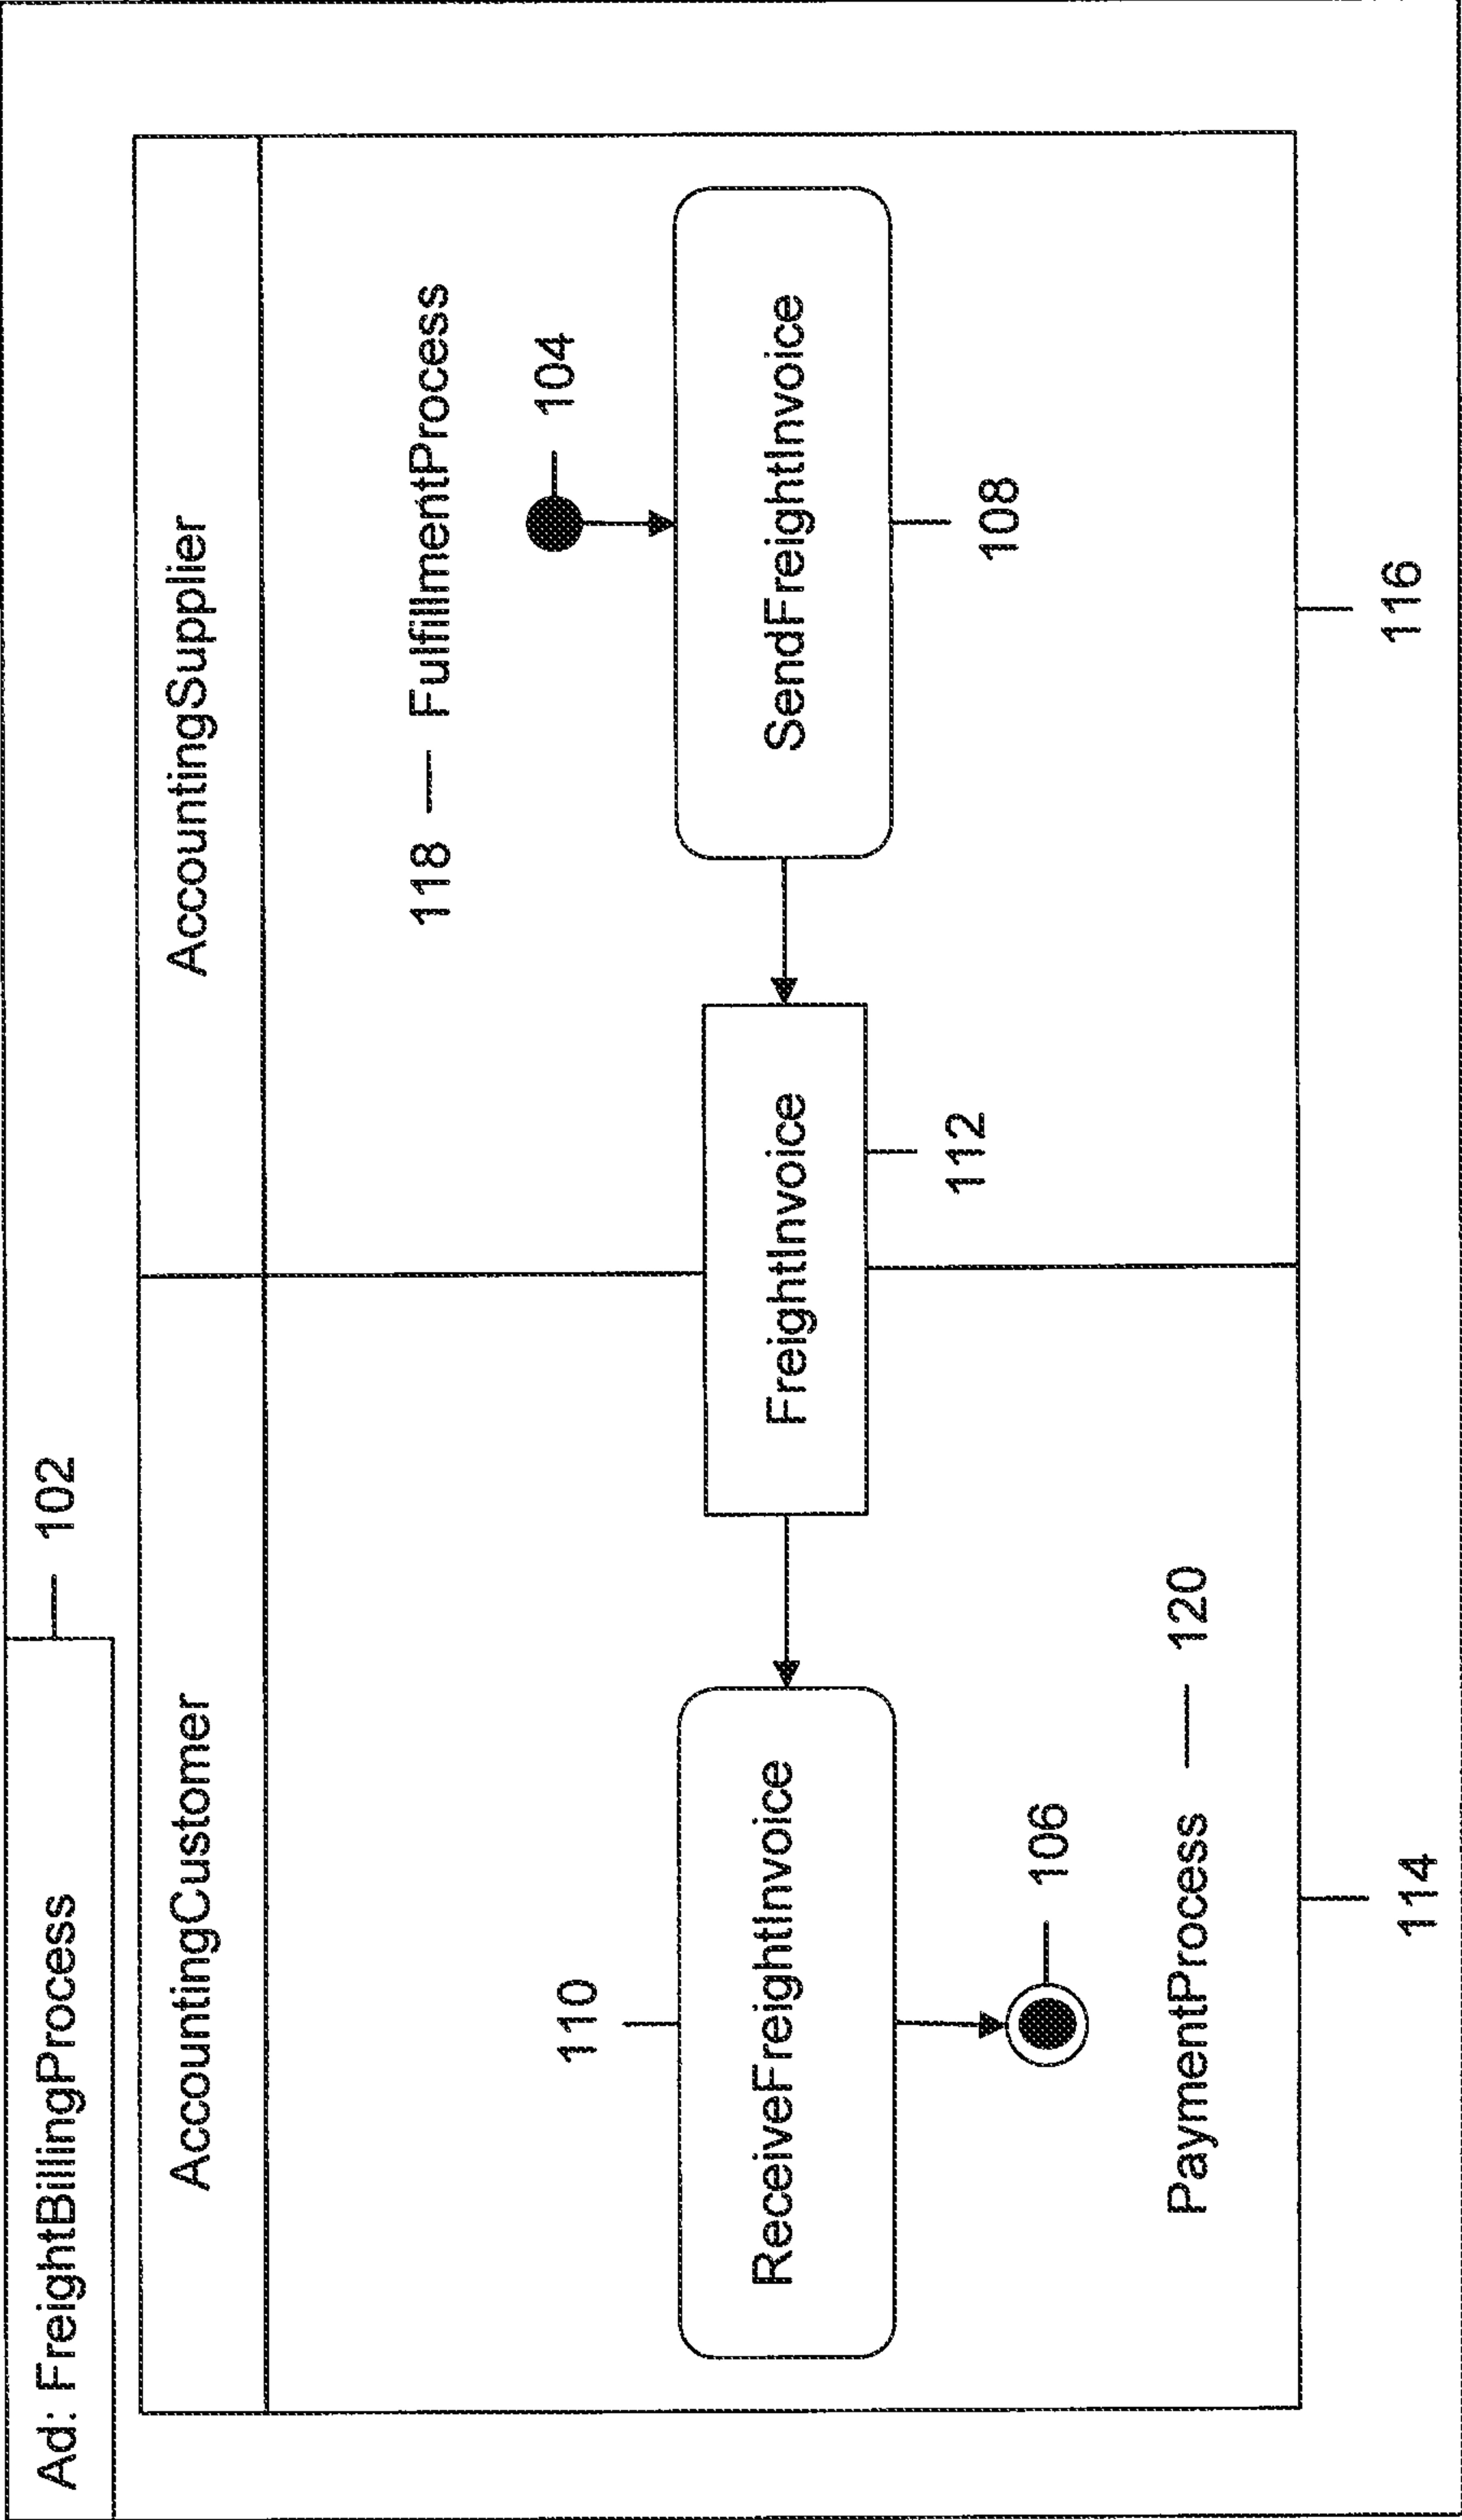 Ad: FreightBillingProcess — 102
AccountingCustomer
AccountingSupplier
118 — FulfillmentProcess
104
110
ReceiveFreightInvoice
FreightInvoice
SendFreightInvoice
112
108
106
PaymentProcess — 120
114
116